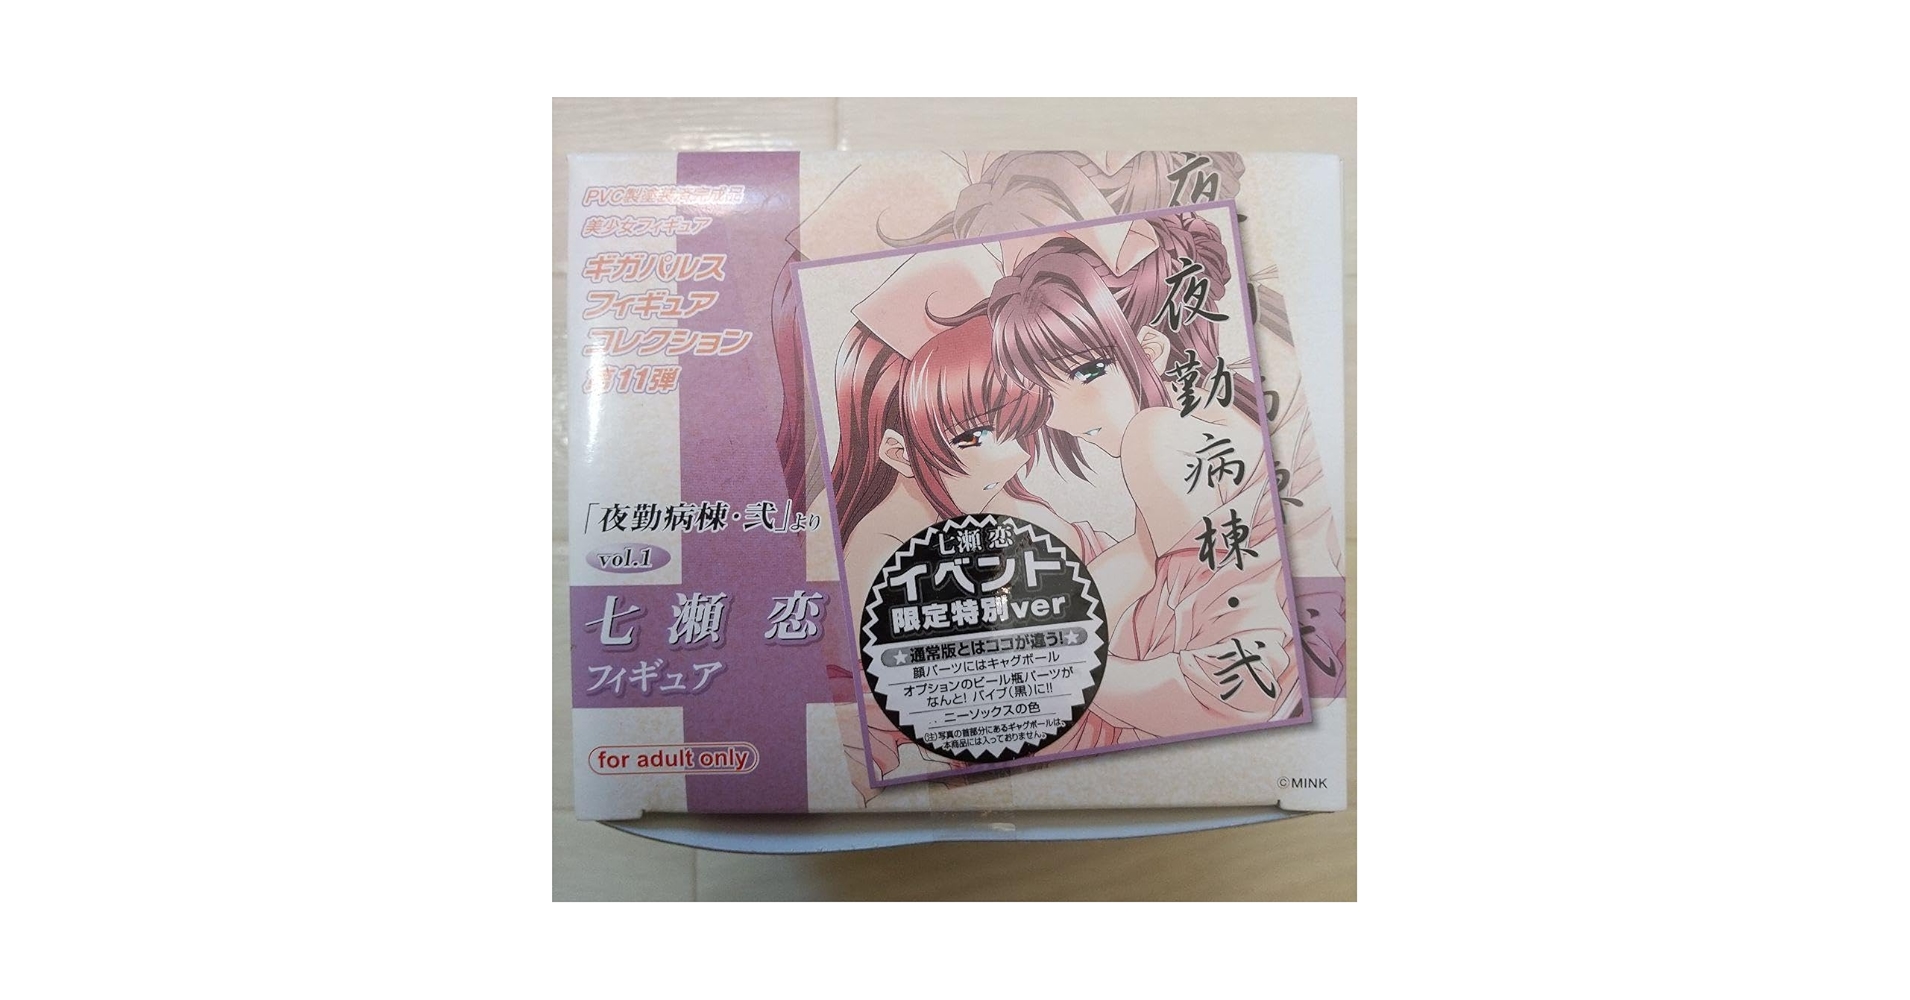 PVC製塗装済完成品
美少女フィギュア
ギガパルス
フィギュア
コレクション
第11弾
「夜勤病棟・弐」より
vol.1
七瀬 恋
フィギュア
for adult only
夜勤病棟・弐
七瀬 恋
イベント
限定特別ver
★通常版とはココが違う!★
顔パーツにはギャグボール
オプションのビール瓶パーツが
なんと! バイブ(黒)に!!
ニーソックスの色
(注)写真の首部分にあるギャグボールは、
本商品には入っておりません。
©MINK